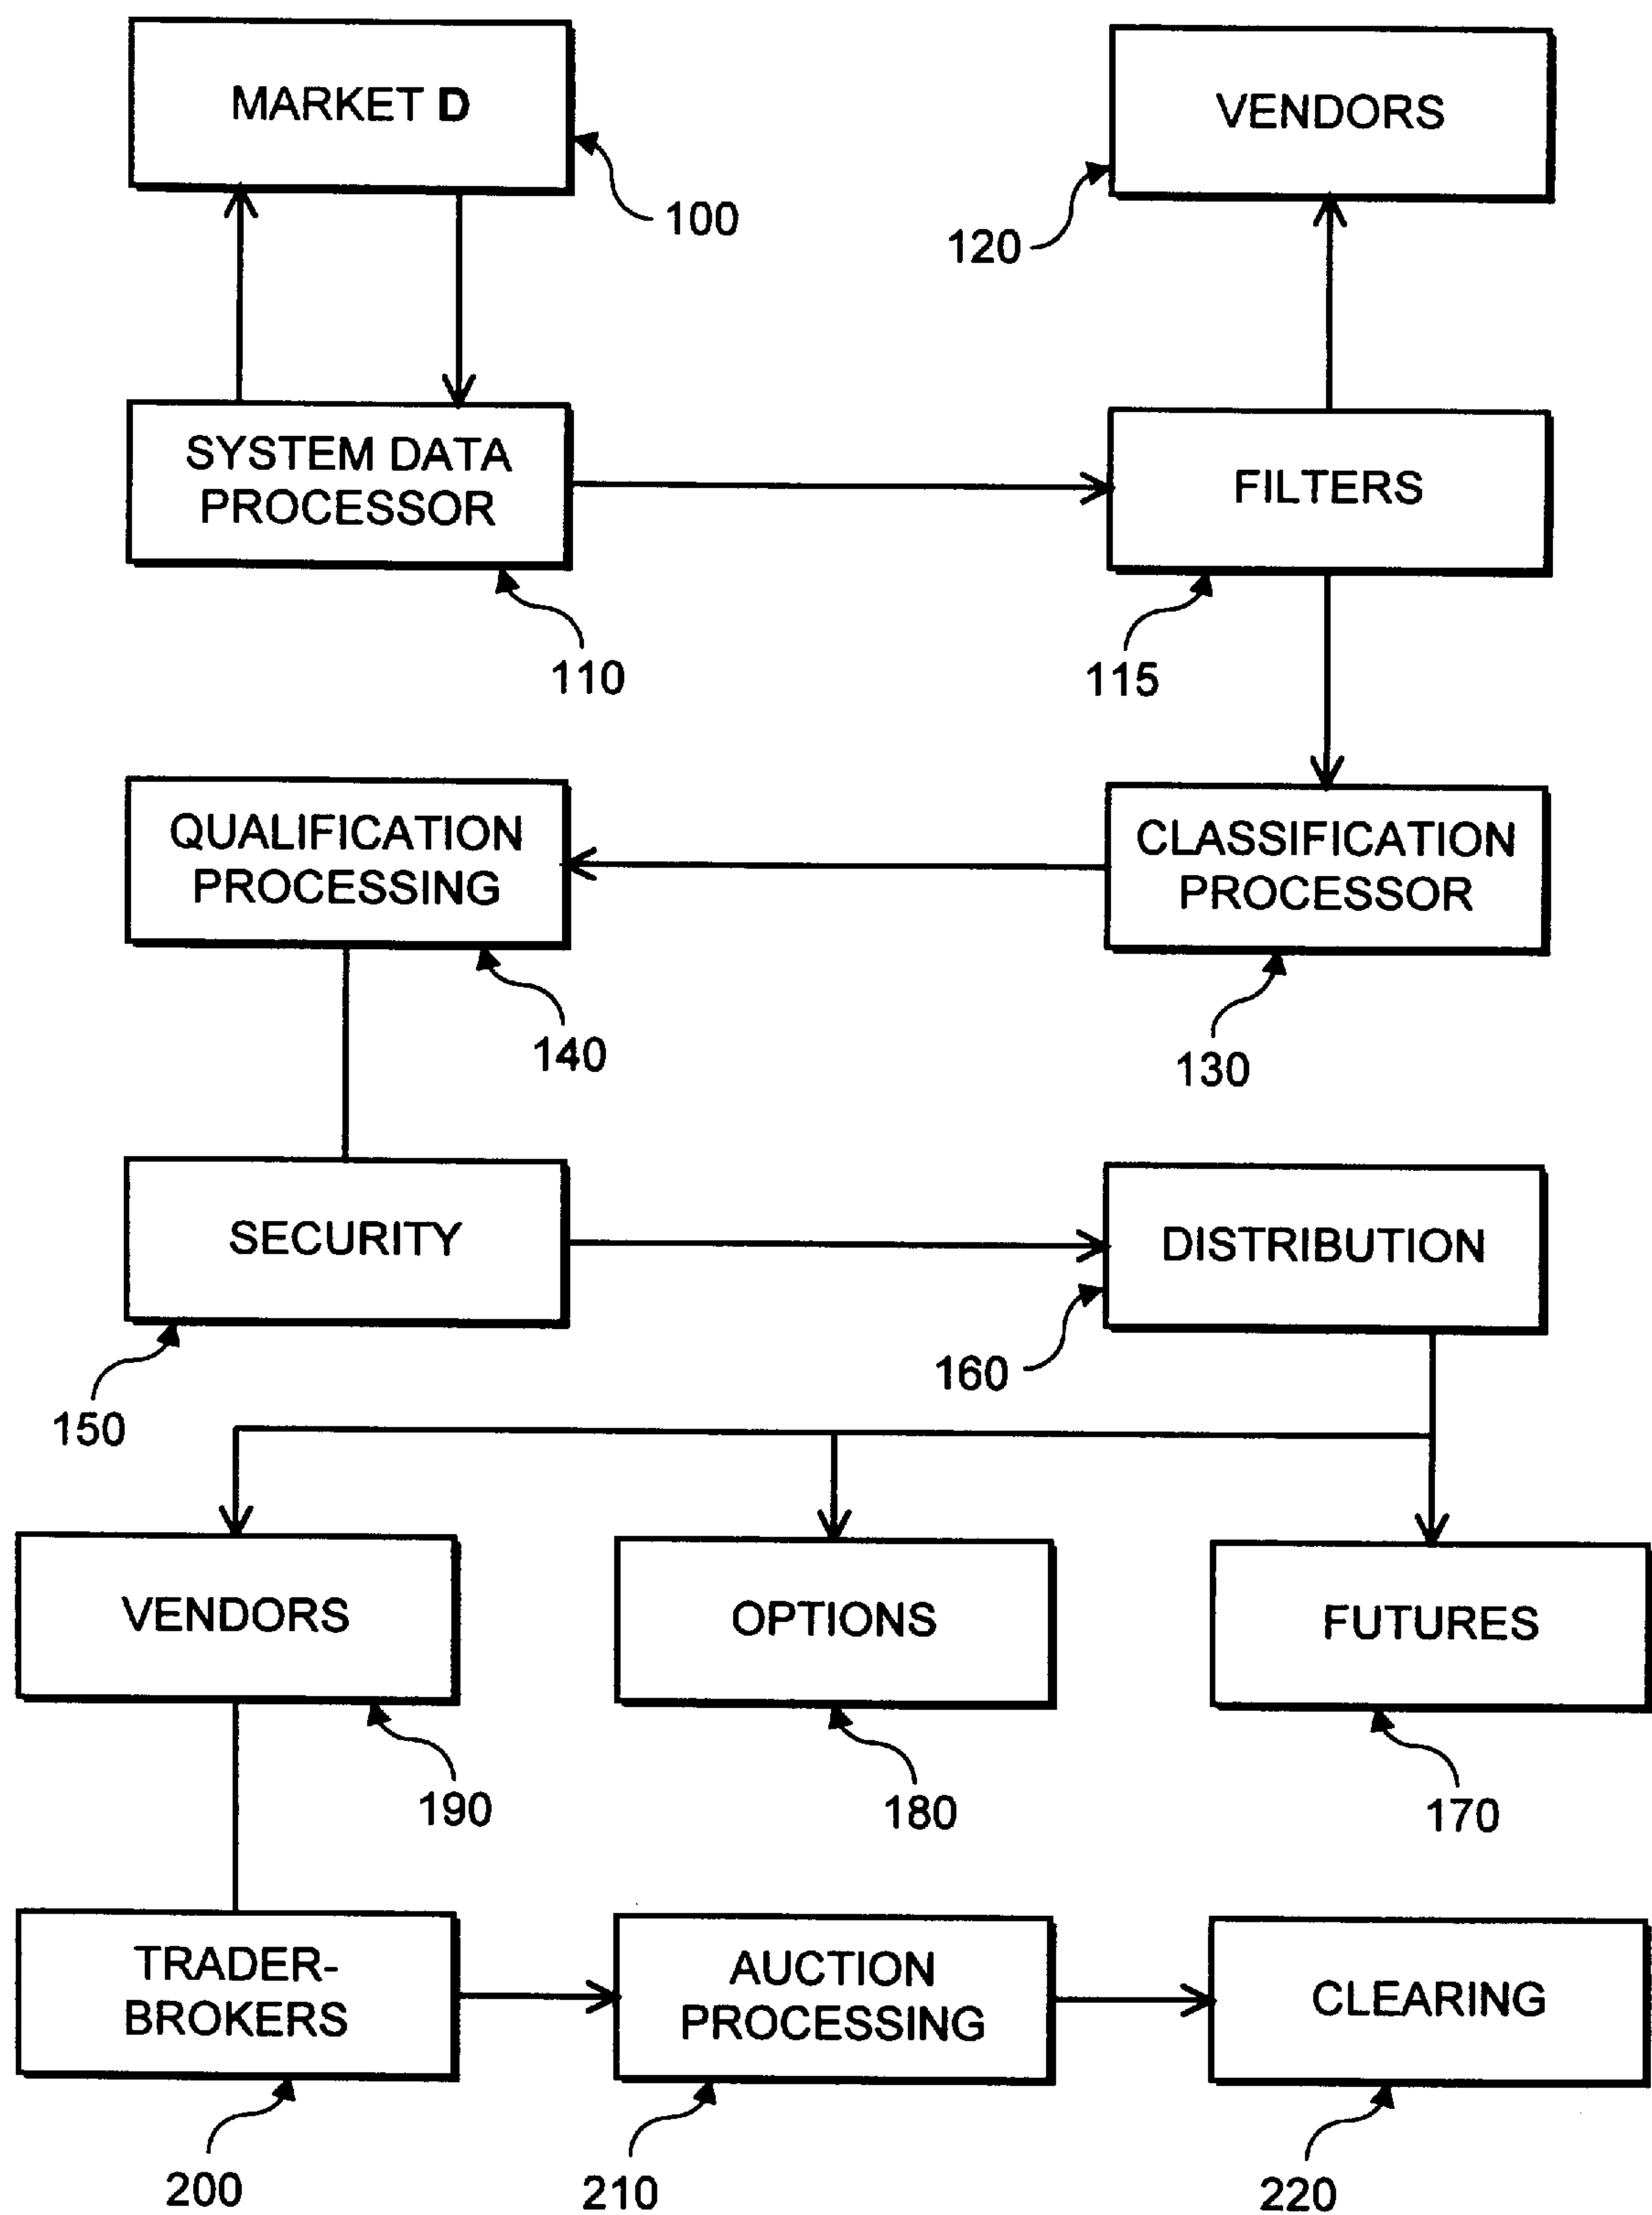 MARKET D
VENDORS
100
120
SYSTEM DATA
PROCESSOR
FILTERS
110
115
QUALIFICATION
PROCESSING
CLASSIFICATION
PROCESSOR
140
130
SECURITY
DISTRIBUTION
160
150
VENDORS
OPTIONS
FUTURES
190
180
170
TRADER-
BROKERS
AUCTION
PROCESSING
CLEARING
200
210
220